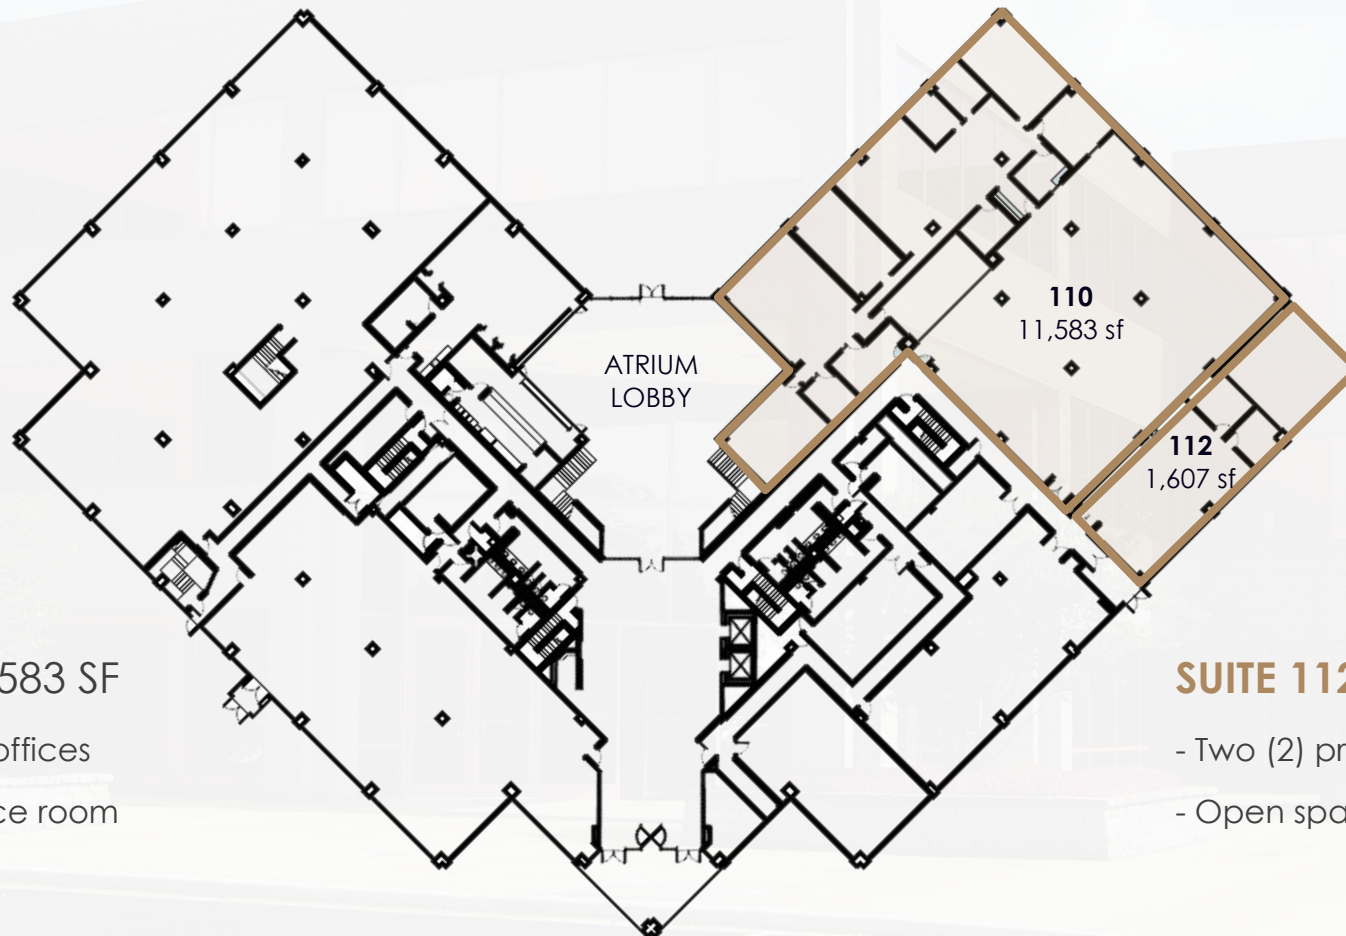 110
11,583 sf
ATRIUM
LOBBY
112
1,607 sf
583 SF
offices
ce room
SUITE 112
- Two (2) pr
- Open spa